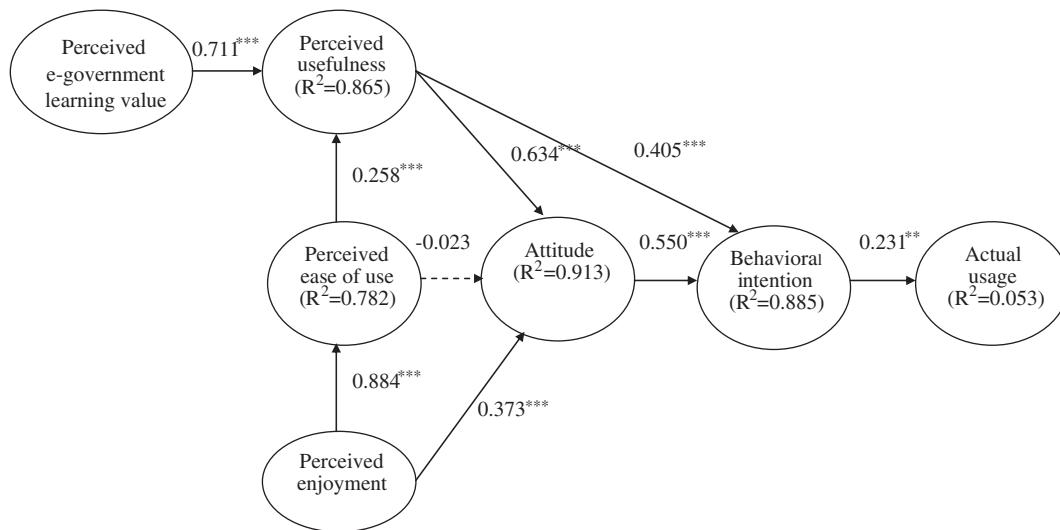 Perceived
e-government
learning value
0.711***
Perceived
usefulness
(R²=0.865)
0.258***
0.634***
0.405***
Perceived
ease of use
(R²=0.782)
-0.023
Attitude
(R²=0.913)
0.550***
Behavioral
intention
(R²=0.885)
0.231**
Actual
usage
(R²=0.053)
0.884***
0.373***
Perceived
enjoyment